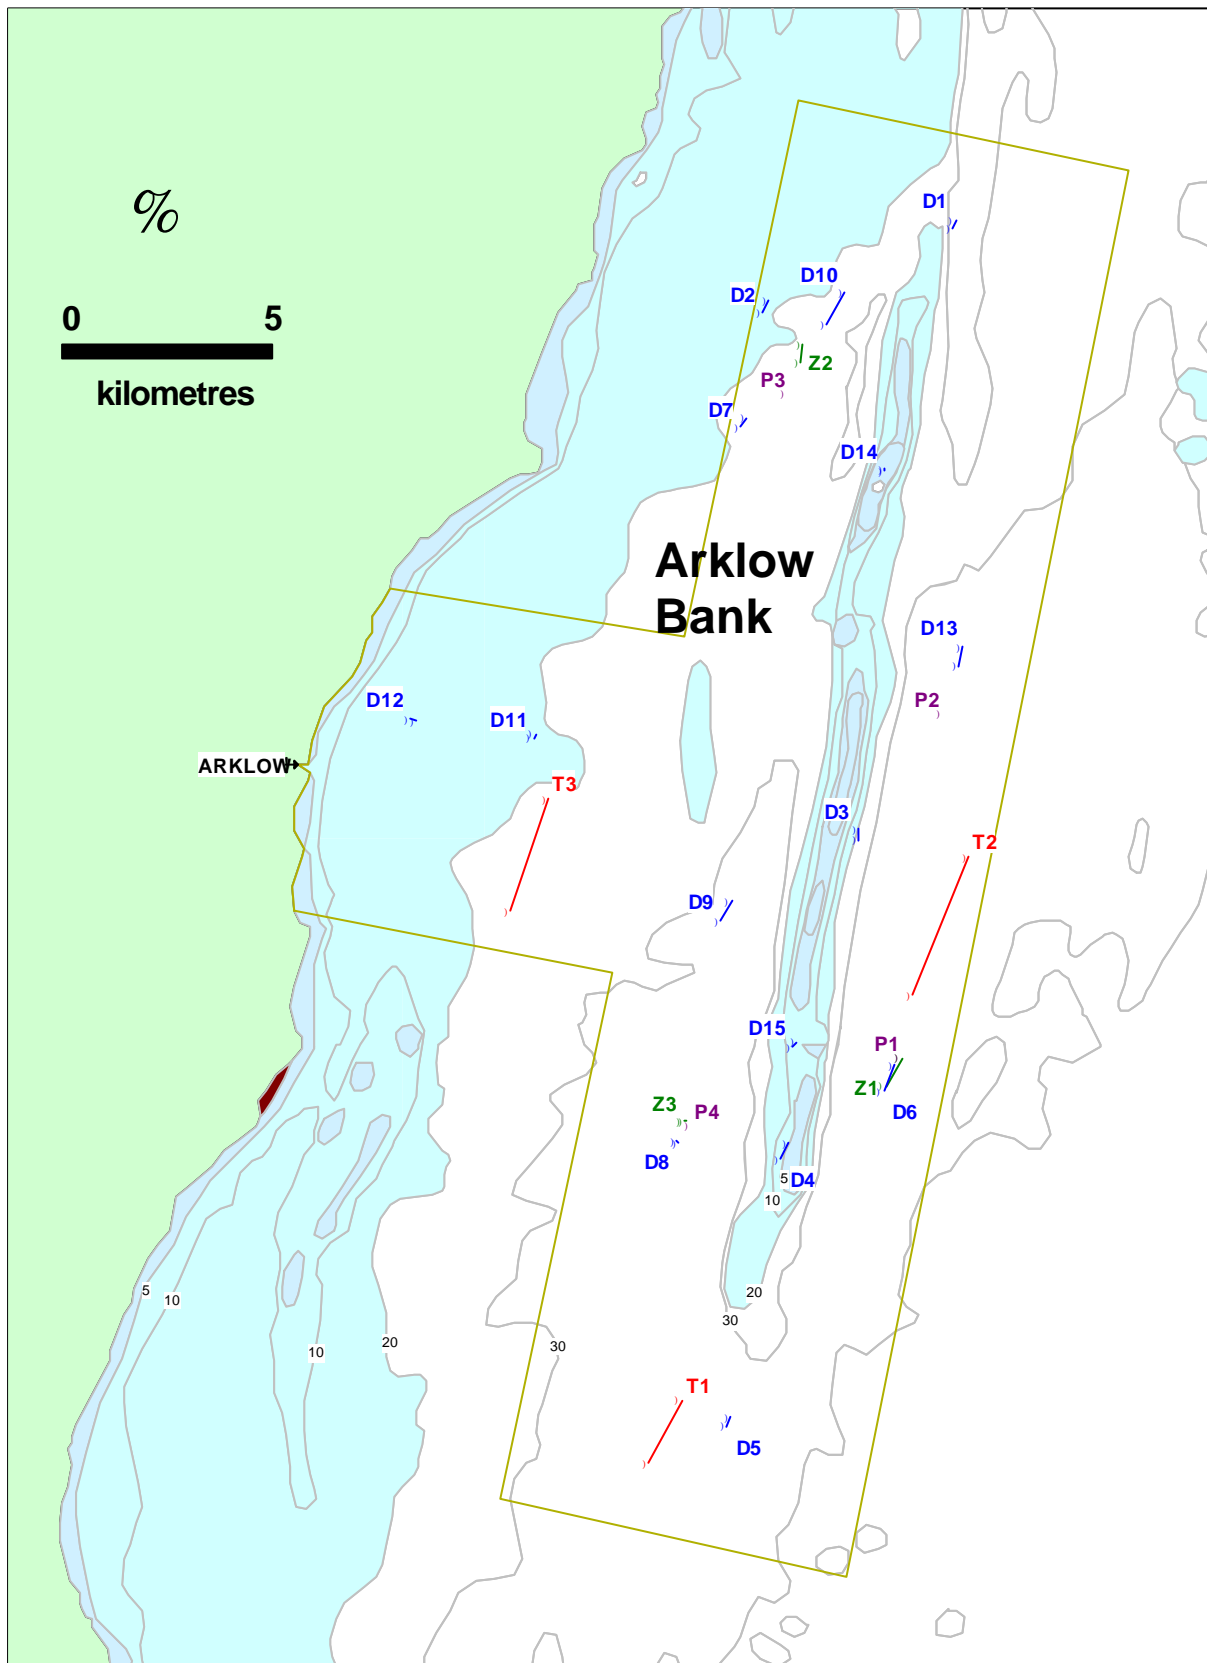 %
D1
D10
D2
0 5
kilometres
Z2
P3
D7
D14
Arklow
Bank
D13
D12
P2
D11
ARKLOW
T3
D3
T2
D9
D15
P1
Z1
Z3
P4
D6
D8
5
D4
10
5
10
20
30
20
10
30
T1
D5